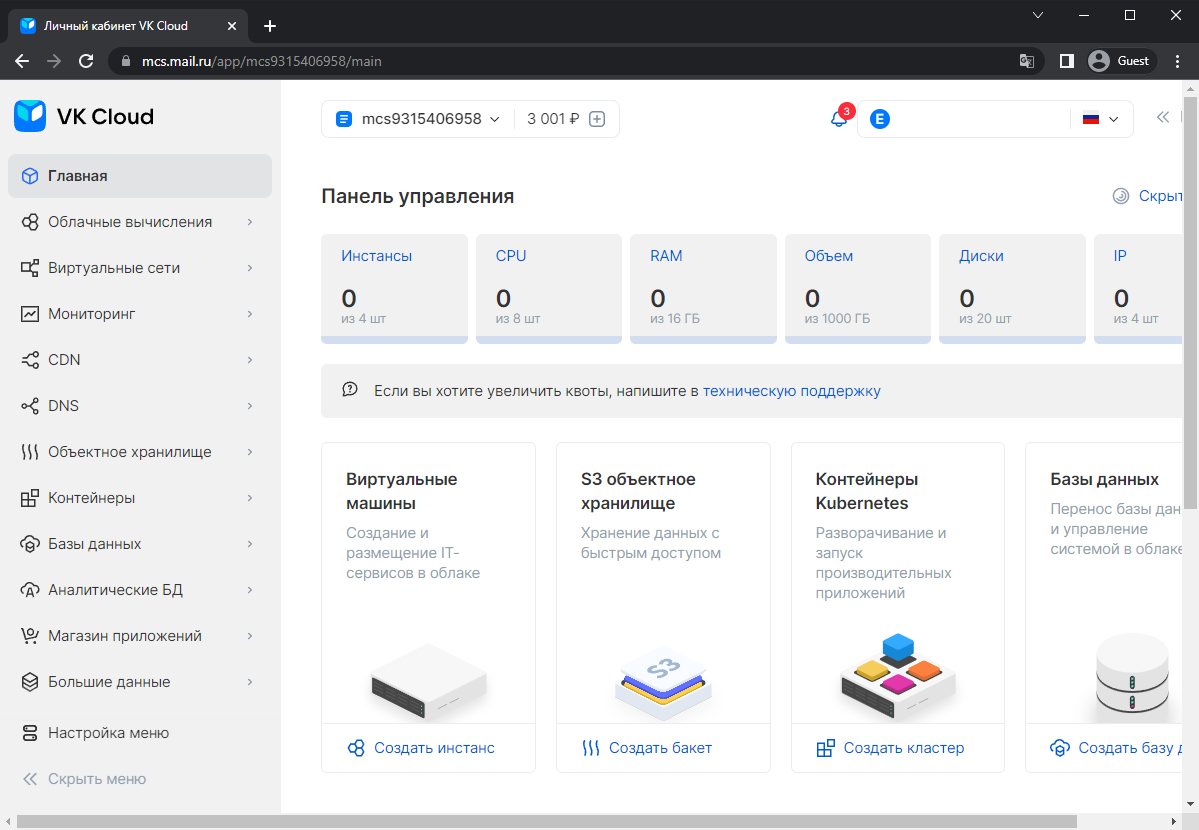 Личный кабинет VK Cloud
mcs.mail.ru/app/mcs9315406958/main
Guest
VK Cloud
mcs9315406958
3 001 ₽
3
E
Главная
Облачные вычисления
Виртуальные сети
Мониторинг
CDN
DNS
Объектное хранилище
Контейнеры
Базы данных
Аналитические БД
Магазин приложений
Большие данные
Настройка меню
Скрыть меню
Панель управления
Скрыт
Инстансы
0
из 4 шт
CPU
0
из 8 шт
RAM
0
из 16 ГБ
Объем
0
из 1000 ГБ
Диски
0
из 20 шт
IP
0
из 4 шт
Если вы хотите увеличить квоты, напишите в техническую поддержку
Виртуальные
машины
Создание и
размещение IT-
сервисов в облаке
Создать инстанс
S3 объектное
хранилище
Хранение данных с
быстрым доступом
S3
Создать бакет
Контейнеры
Kubernetes
Разворачивание и
запуск
производительных
приложений
Создать кластер
Базы данных
Перенос базы дан
и управление
системой в облаке
Создать базу д